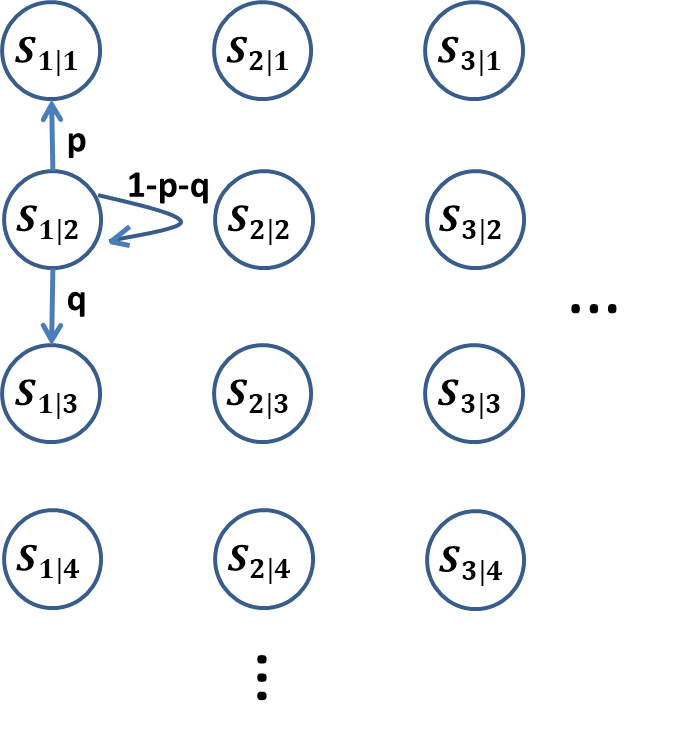 S1|1 S2|1 S3|1
p
1-p-q
S1|2 S2|2 S3|2
q
...
S1|3 S2|3 S3|3
S1|4 S2|4 S3|4
⋮